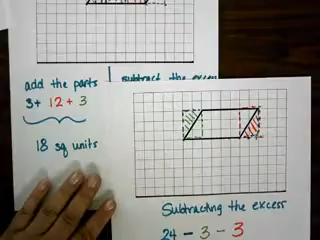 add the parts
3+ 12 + 3
18 sq units
subtract the excess
Subtracting the excess
24 - 3 - 3